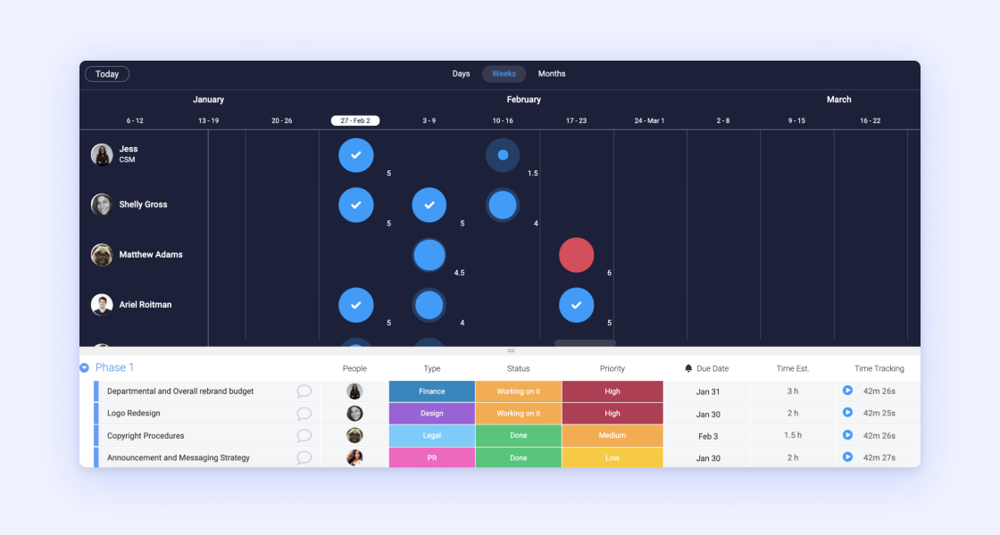 Today
Days Weeks Months
January February March
6 - 12 13 - 19 20 - 26 27 - Feb 2 3 - 9 10 - 16 17 - 23 24 - Mar 1 2 - 8 9 - 15 16 - 22
Jess
CSM
5 1.5
Shelly Gross
5 5 4
Matthew Adams
4.5 6
Ariel Roitman
5 4 5
Phase 1 People Type Status Priority Due Date Time Est. Time Tracking
Departmental and Overall rebrand budget Finance Working on it High Jan 31 3 h 42m 26s
Logo Redesign Design Working on it High Jan 30 2 h 42m 25s
Copyright Procedures Legal Done Medium Feb 3 1.5 h 42m 26s
Announcement and Messaging Strategy PR Done Low Jan 30 2 h 42m 27s